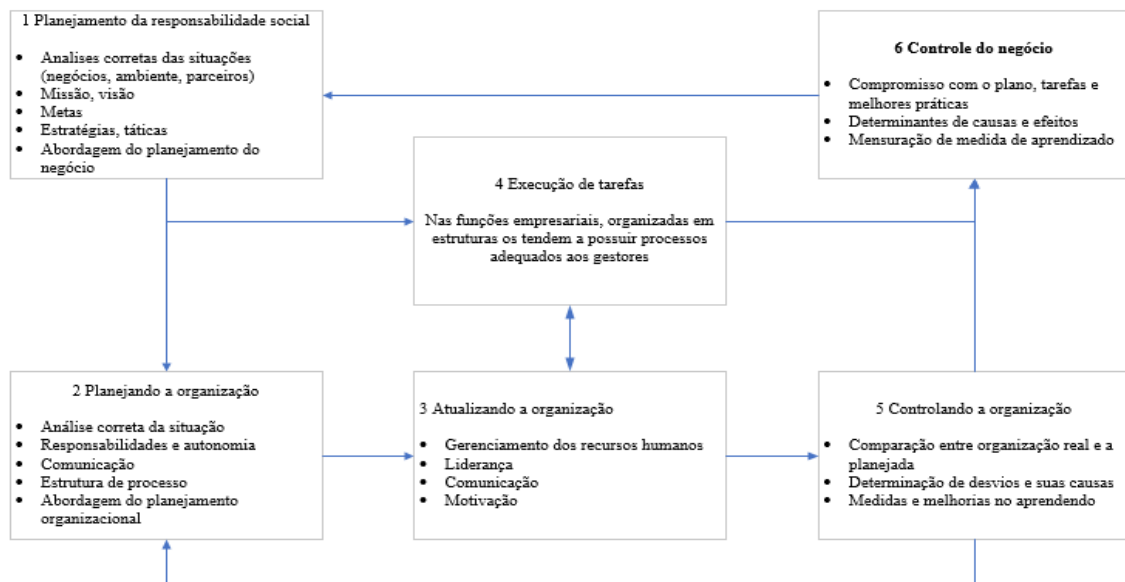 1 Planejamento da responsabilidade social
• Analises corretas das situações
(negócios, ambiente, parceiros)
• Missão, visão
• Metas
• Estratégias, táticas
• Abordagem do planejamento do
negócio
6 Controle do negócio
• Compromisso com o plano, tarefas e
melhores práticas
• Determinantes de causas e efeitos
• Mensuração de medida de aprendizado
4 Execução de tarefas
Nas funções empresariais, organizadas em
estruturas os tendem a possuir processos
adequados aos gestores
2 Planejando a organização
• Análise correta da situação
• Responsabilidades e autonomia
• Comunicação
• Estrutura de processo
• Abordagem do planejamento
organizacional
3 Atualizando a organização
• Gerenciamento dos recursos humanos
• Liderança
• Comunicação
• Motivação
5 Controlando a organização
• Comparação entre organização real e a
planejada
• Determinação de desvios e suas causas
• Medidas e melhorias no aprendendo